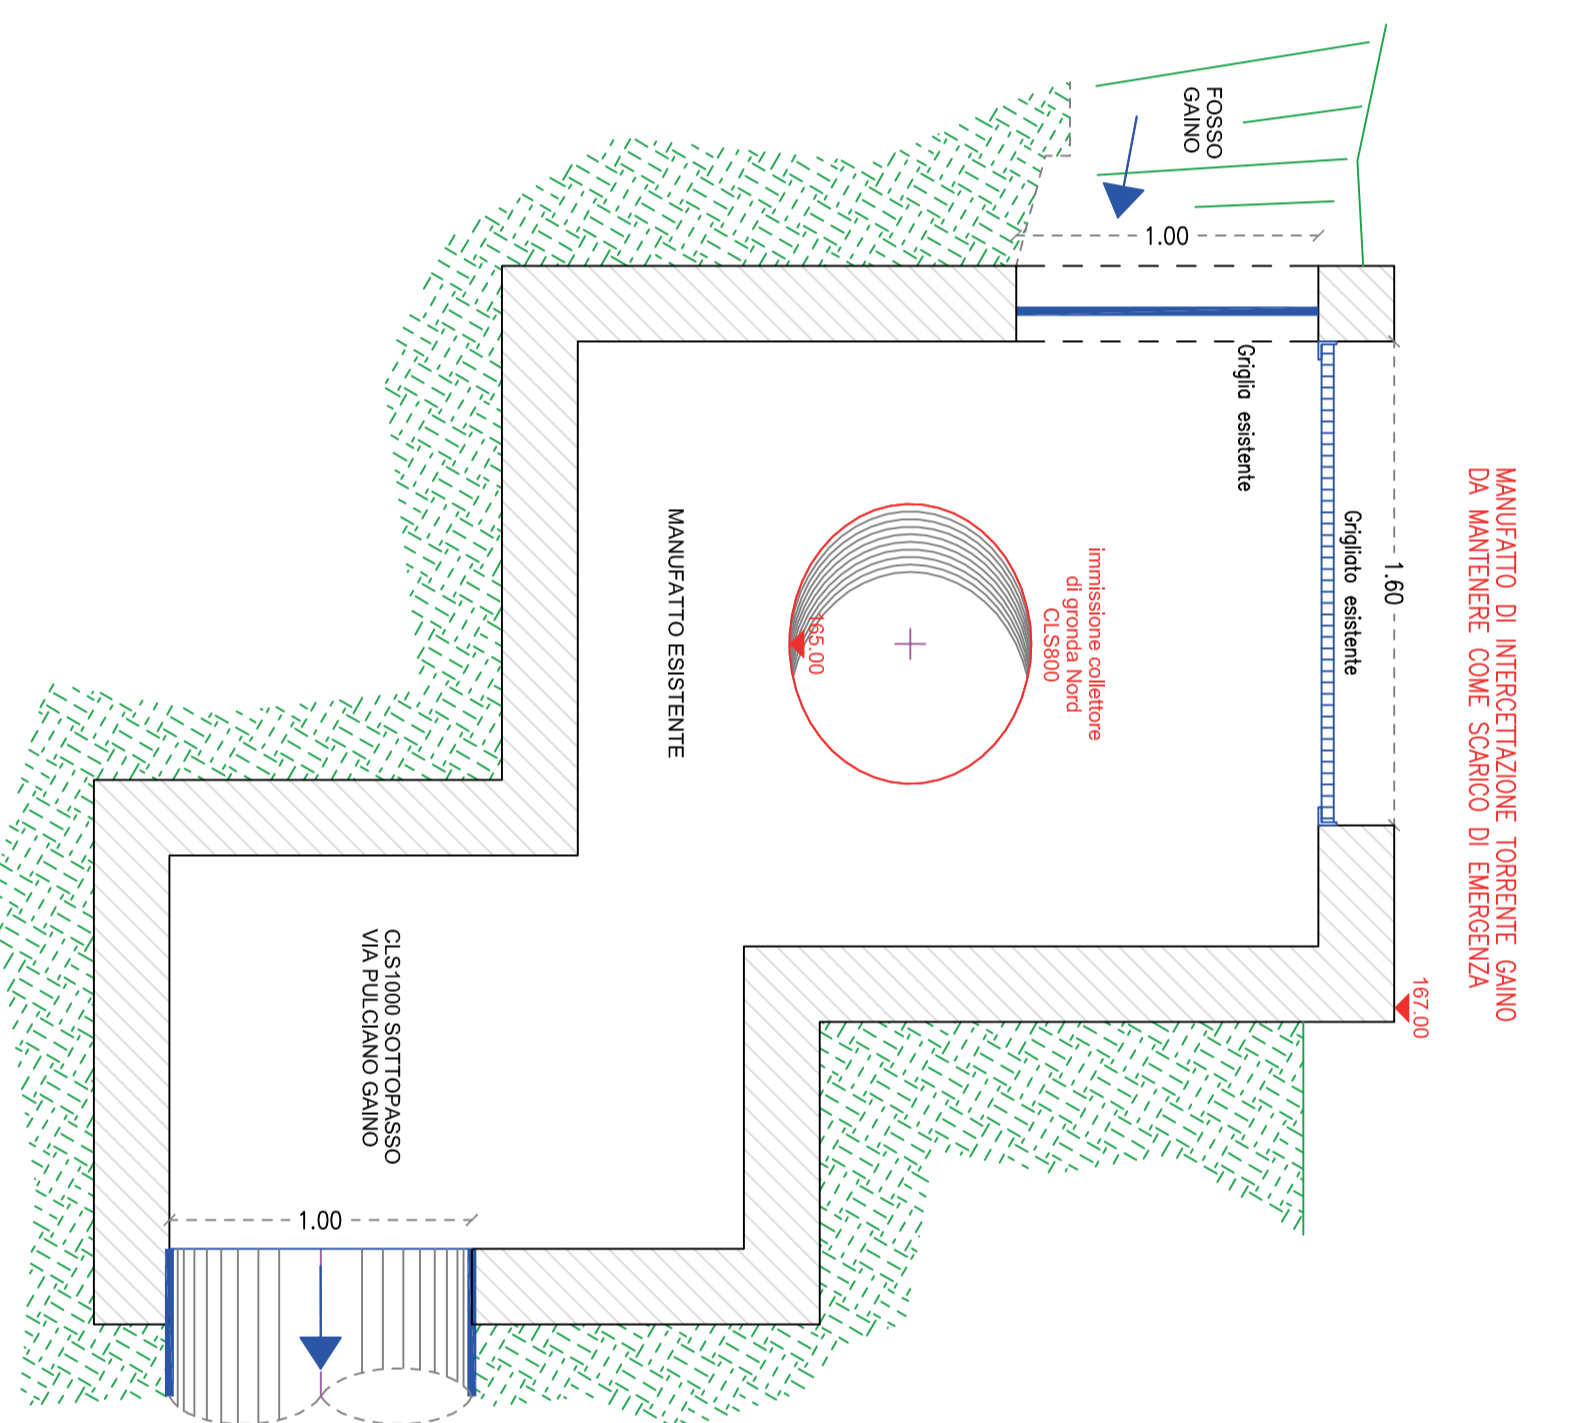 MANUFATTO DI INTERCETTAZIONE TORRENTE GAINO
DA MANTENERE COME SCARICO DI EMERGENZA
167.00
1.60
Grigliato esistente
Griglia esistente
FOSSO
GAINO
1.00
immissione collettore
di gronda Nord
CLS800
165.00
MANUFATTO ESISTENTE
CLS1000 SOTTOPASSO
VIA PULCIANO GAINO
1.00